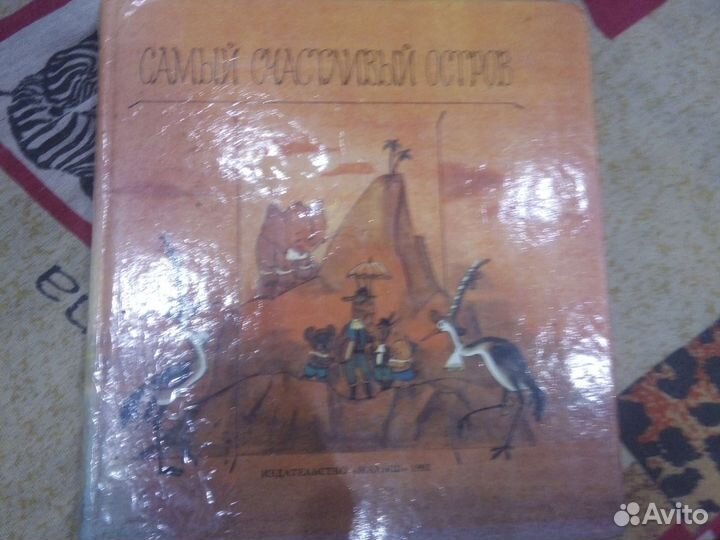 САМЫЙ СЧАСТЛИВЫЙ ОСТРОВ
ИЗДАТЕЛЬСТВО «МАЛЫШ»
Avito